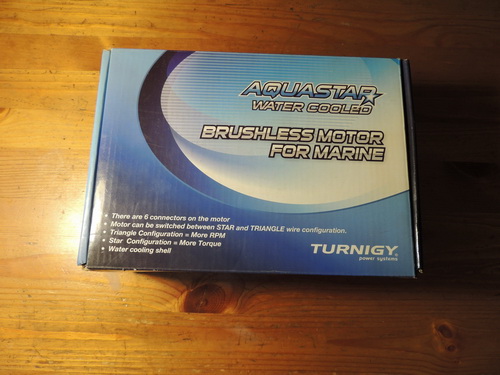 AQUASTAR
WATER COOLED
BRUSHLESS MOTOR
FOR MARINE
• There are 6 connectors on the motor
• Motor can be switched between STAR and TRIANGLE wire configuration.
• Triangle Configuration = More RPM
• Star Configuration = More Torque
• Water cooling shell
TURNIGY®
power systems